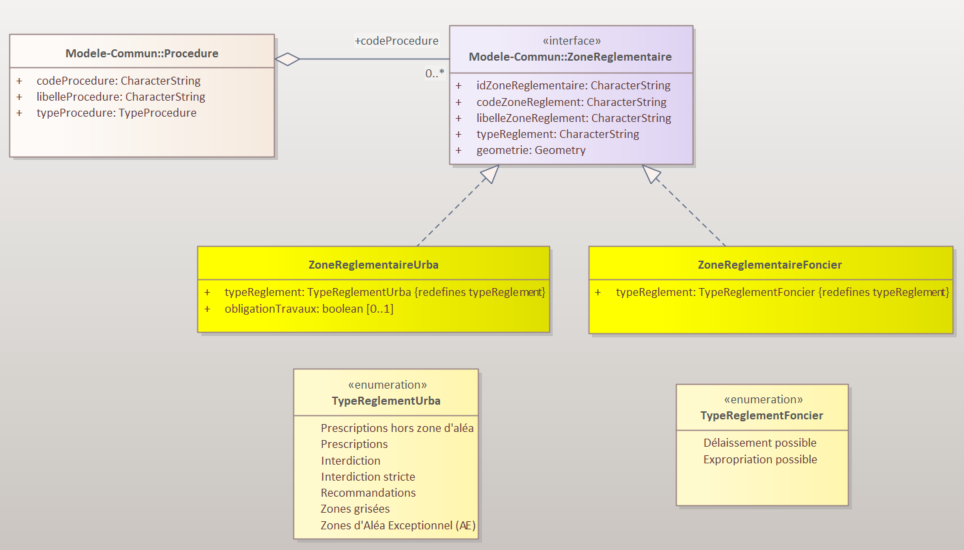 Modele-Commun::Procedure
+ codeProcedure: CharacterString
+ libelleProcedure: CharacterString
+ typeProcedure: TypeProcedure
+codeProcedure
0..*
«interface»
Modele-Commun::ZoneReglementaire
+ idZoneReglementaire: CharacterString
+ codeZoneReglement: CharacterString
+ libelleZoneReglement: CharacterString
+ typeReglement: CharacterString
+ geometrie: Geometry
ZoneReglementaireUrba
+ typeReglement: TypeReglementUrba {redefines typeReglement}
+ obligationTravaux: boolean [0..1]
ZoneReglementaireFoncier
+ typeReglement: TypeReglementFoncier {redefines typeReglement}
«enumeration»
TypeReglementUrba
Prescriptions hors zone d'aléa
Prescriptions
Interdiction
Interdiction stricte
Recommandations
Zones grisées
Zones d'Aléa Exceptionnel (AE)
«enumeration»
TypeReglementFoncier
Délaissement possible
Expropriation possible